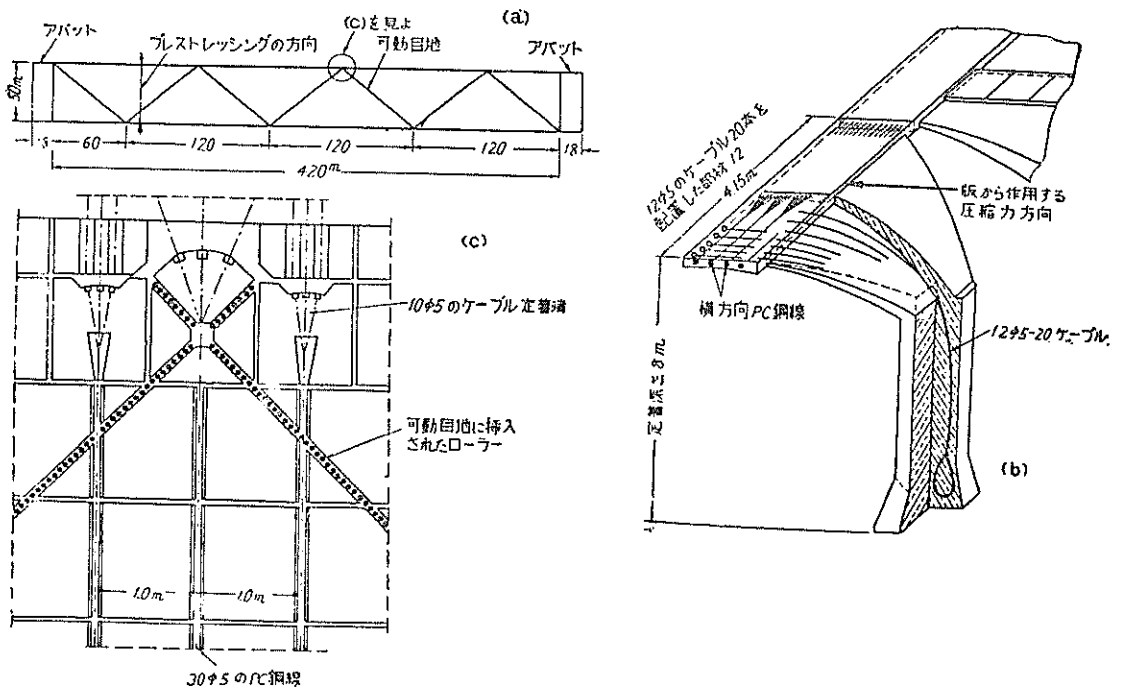 (a)
(c)を見よ
アバット
プレストレッシングの方向
可動目地
アバット
50m
18
60
120
120
120
18
420m
(c)
10φ5のケーブル定着溝
可動目地に挿入
されたローラー
1.0m
1.0m
30φ5のPC鋼線
12φ5のケーブル20本を
配置した部材12
4.15m
版から作用する
圧縮力方向
横方向PC鋼線
12φ5-20ケーブル
8m
(b)